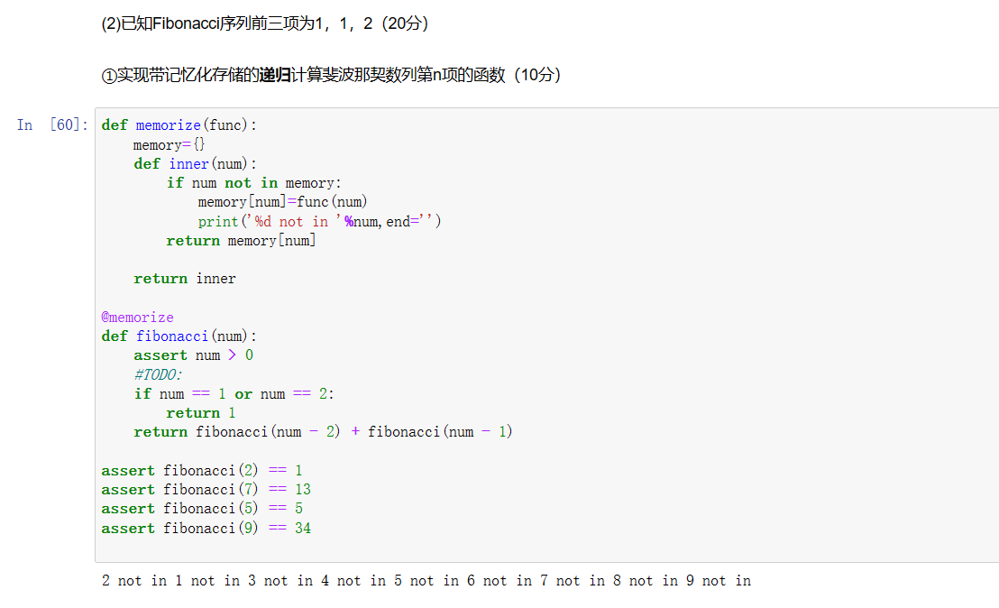 (2)已知Fibonacci序列前三项为1，1，2（20分）
①实现带记忆化存储的递归计算斐波那契数列第n项的函数（10分）
In [60]:
def memorize(func):
    memory={}
    def inner(num):
        if num not in memory:
            memory[num]=func(num)
            print('%d not in '%num,end='')
        return memory[num]
    return inner
@memorize
def fibonacci(num):
    assert num > 0
    #TODO:
    if num == 1 or num == 2:
        return 1
    return fibonacci(num - 2) + fibonacci(num - 1)
assert fibonacci(2) == 1
assert fibonacci(7) == 13
assert fibonacci(5) == 5
assert fibonacci(9) == 34
2 not in 1 not in 3 not in 4 not in 5 not in 6 not in 7 not in 8 not in 9 not in